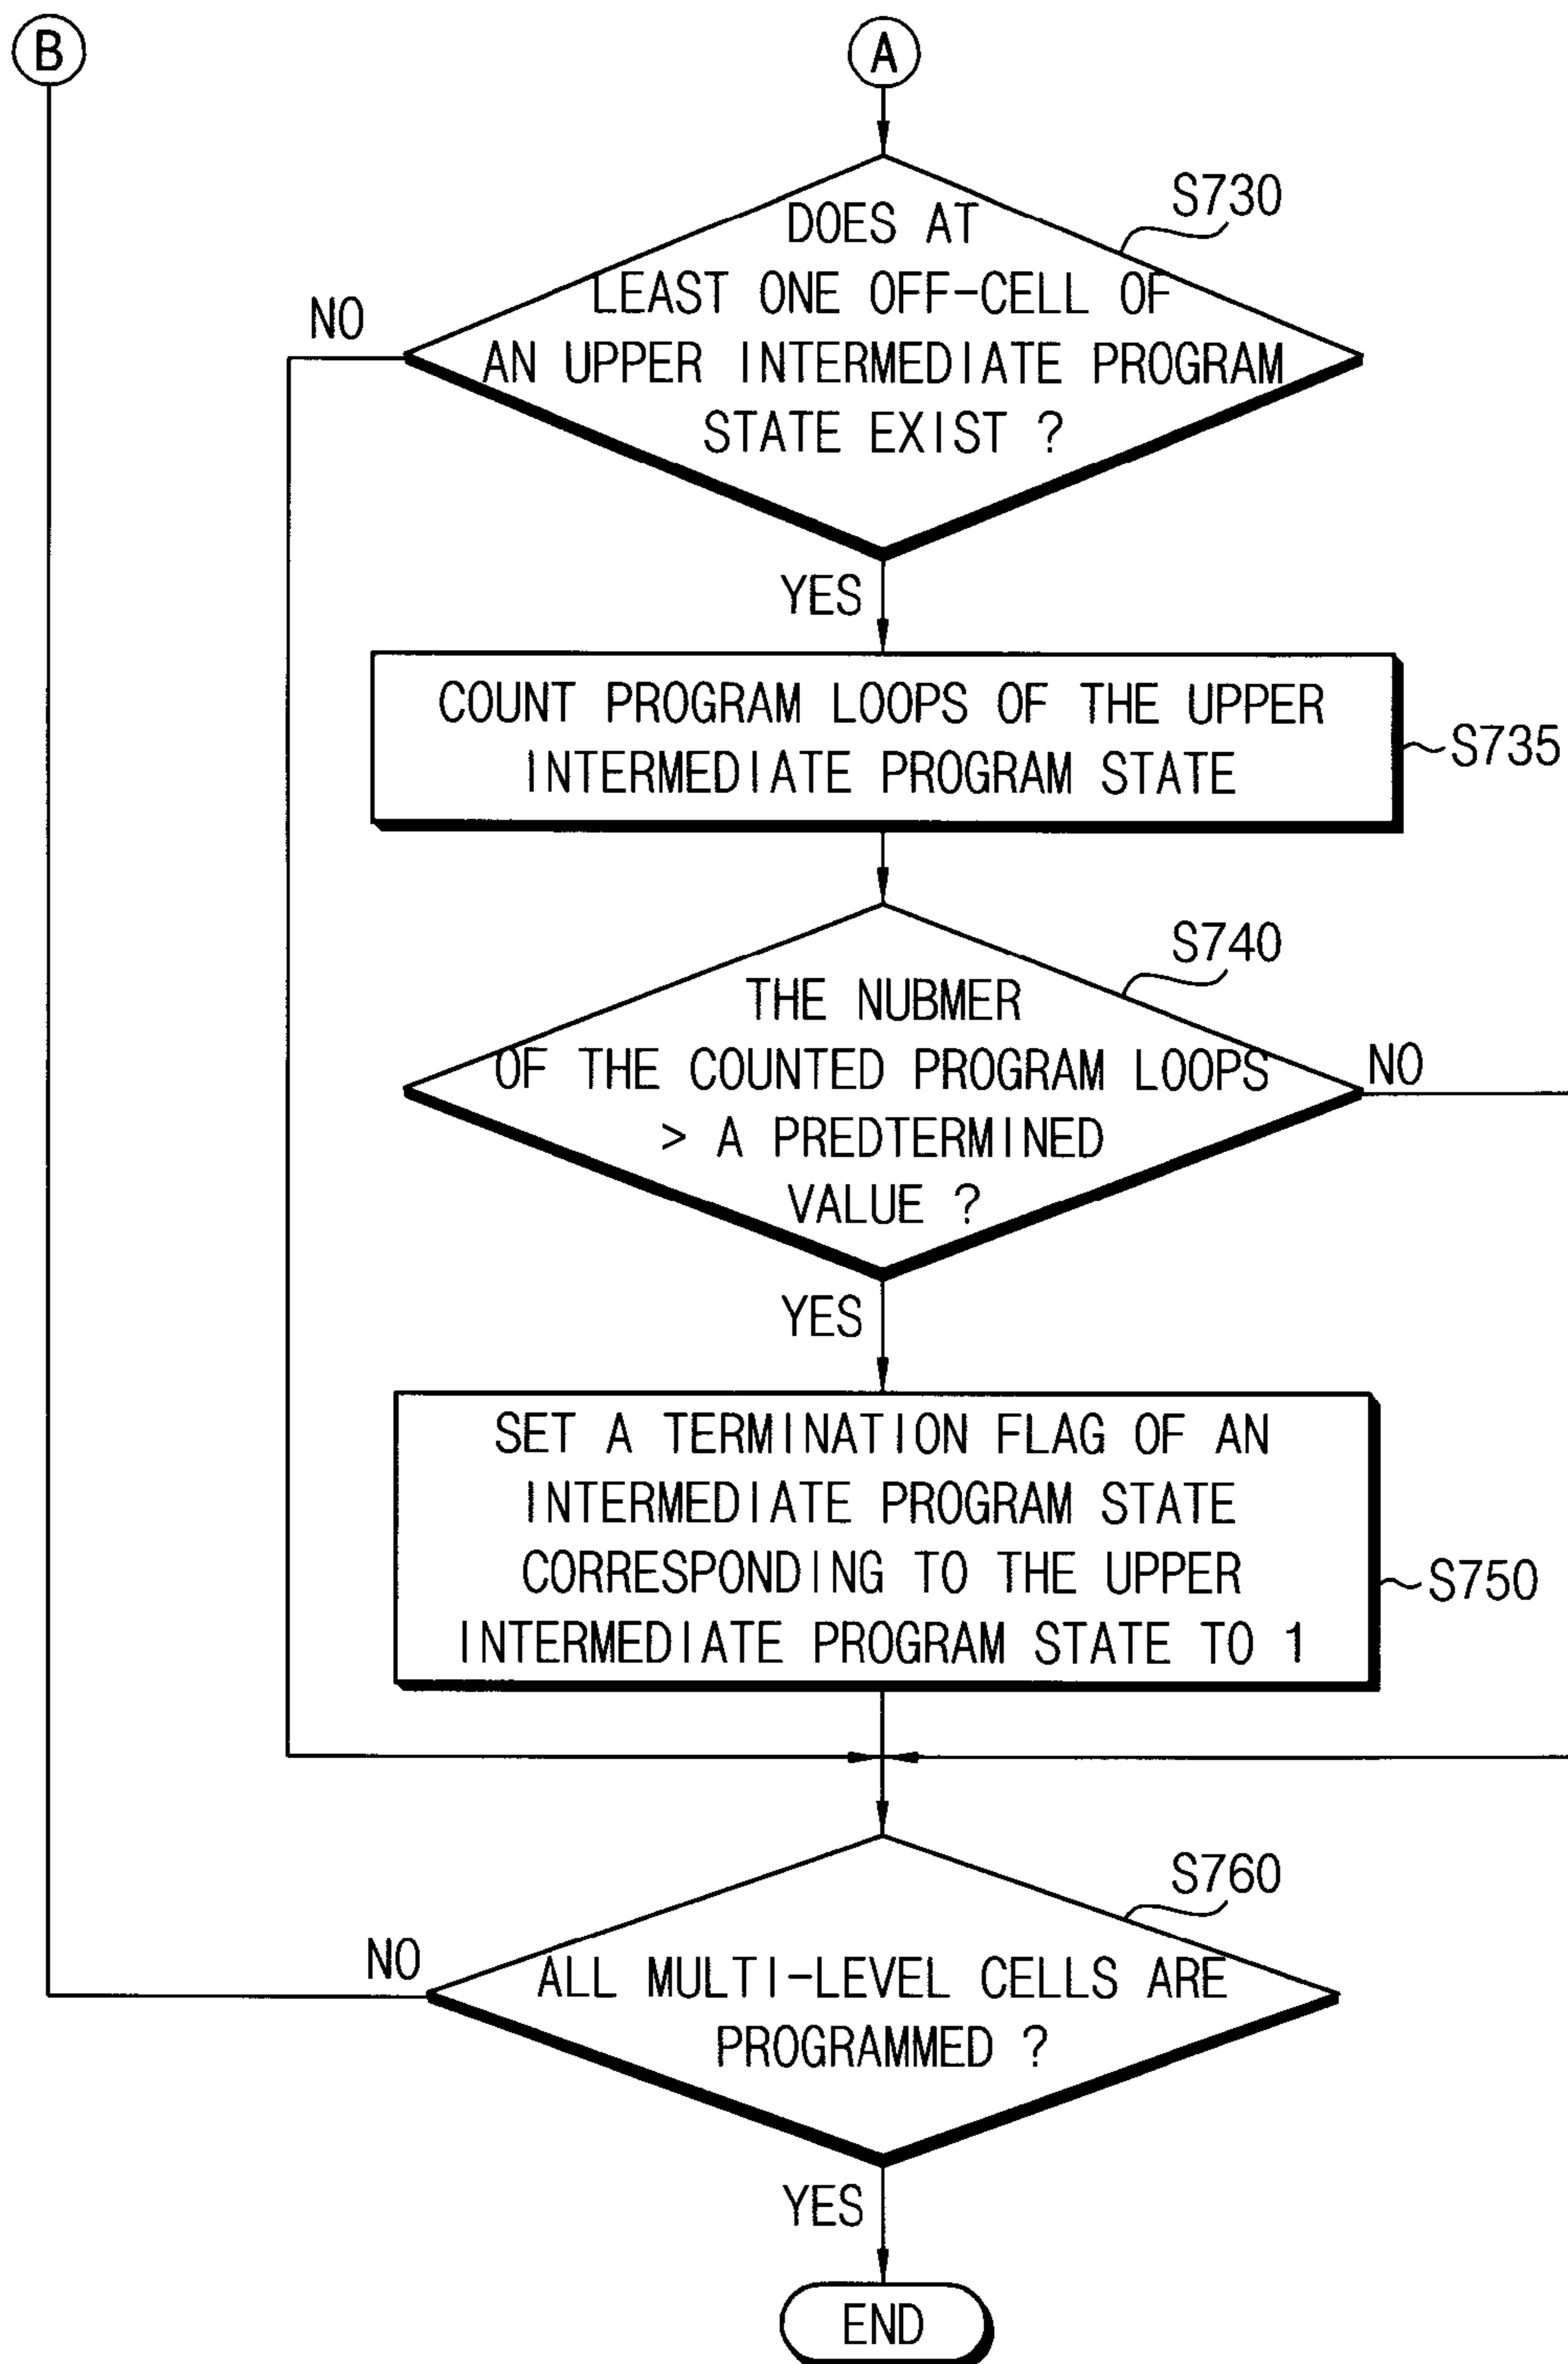 B
A
S730
DOES AT
LEAST ONE OFF-CELL OF
AN UPPER INTERMEDIATE PROGRAM
STATE EXIST ?
NO
YES
COUNT PROGRAM LOOPS OF THE UPPER
INTERMEDIATE PROGRAM STATE
S735
S740
THE NUBMER
OF THE COUNTED PROGRAM LOOPS
> A PREDTERMINED
VALUE ?
NO
YES
SET A TERMINATION FLAG OF AN
INTERMEDIATE PROGRAM STATE
CORRESPONDING TO THE UPPER
INTERMEDIATE PROGRAM STATE TO 1
S750
S760
ALL MULTI-LEVEL CELLS ARE
PROGRAMMED ?
NO
YES
END